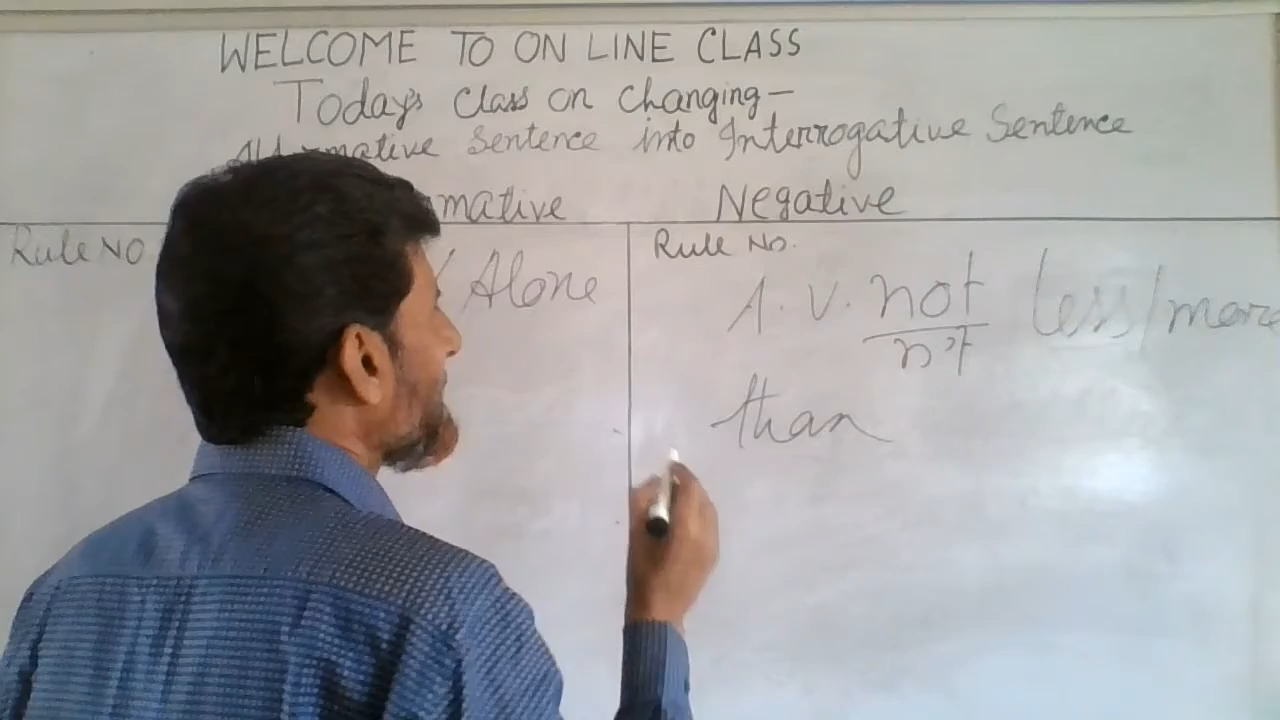 WELCOME TO ON LINE CLASS
Today's Class on Changing—
Sentence into Interrogative Sentence
Negative
Rule NO
Alone
Rule No.
A.V. not less/more
n't
than